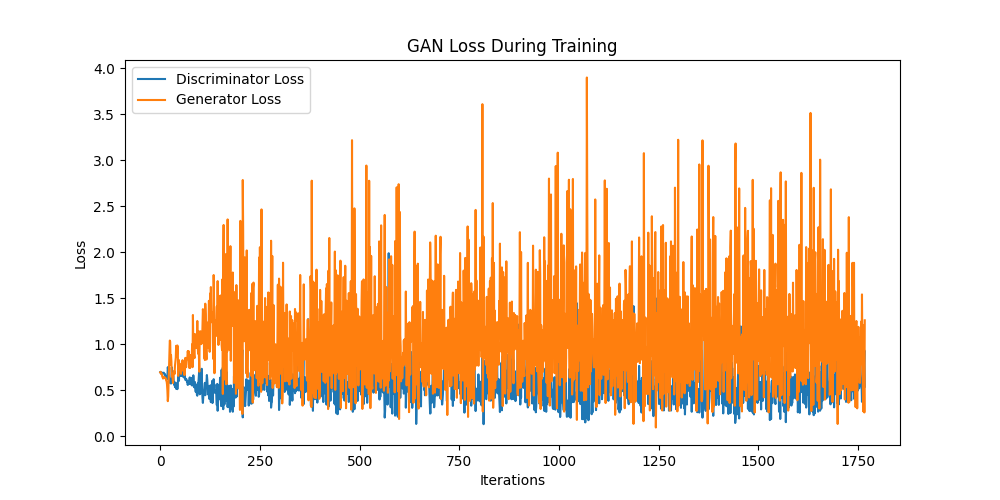 GAN Loss During Training
Discriminator Loss
Generator Loss
Loss
4.0
3.5
3.0
2.5
2.0
1.5
1.0
0.5
0.0
0 250 500 750 1000 1250 1500 1750
Iterations